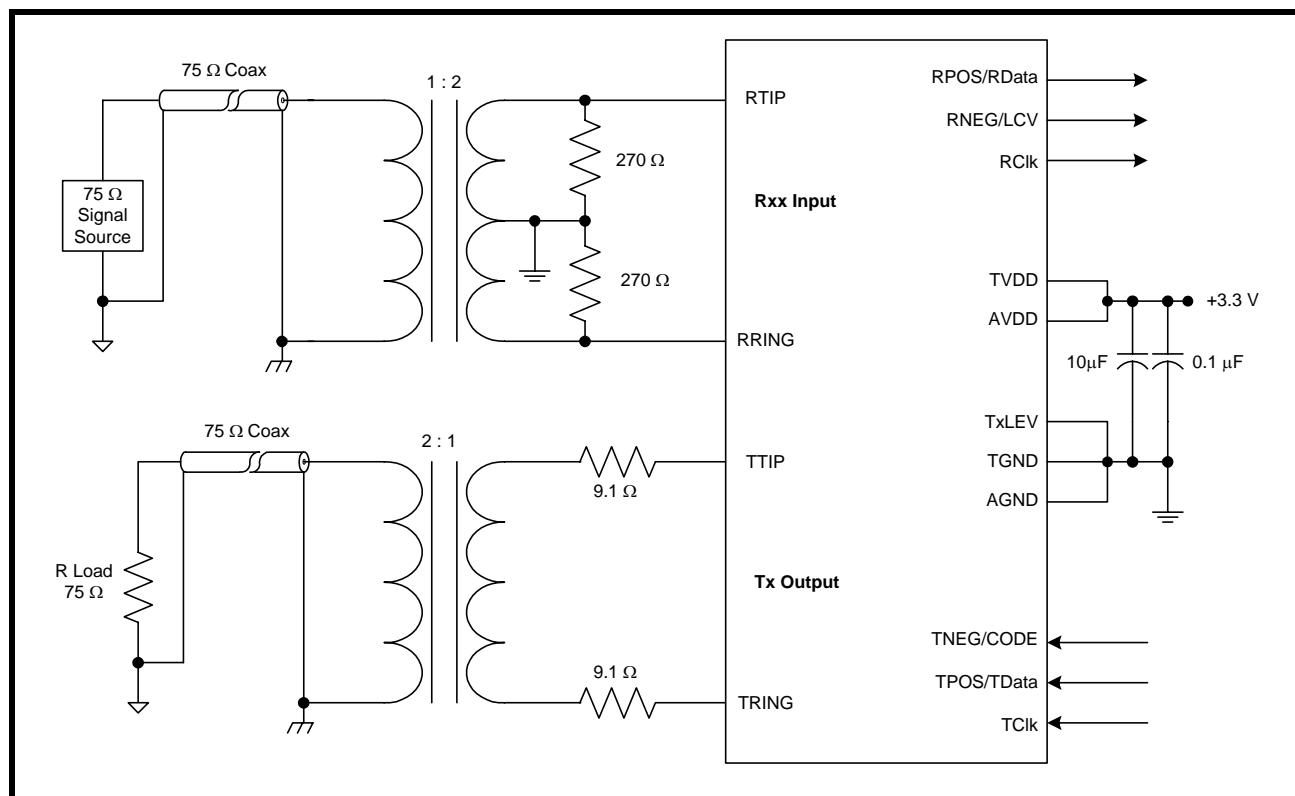 75 Ω Coax
1 : 2
75 Ω
Signal
Source
270 Ω
270 Ω
RTIP
RRING
Rxx Input
RPOS/RData
RNEG/LCV
RClk
TVDD
AVDD
+3.3 V
10μF
0.1 μF
TxLEV
TGND
AGND
75 Ω Coax
2 : 1
R Load
75 Ω
9.1 Ω
9.1 Ω
TTIP
TRING
Tx Output
TNEG/CODE
TPOS/TData
TClk